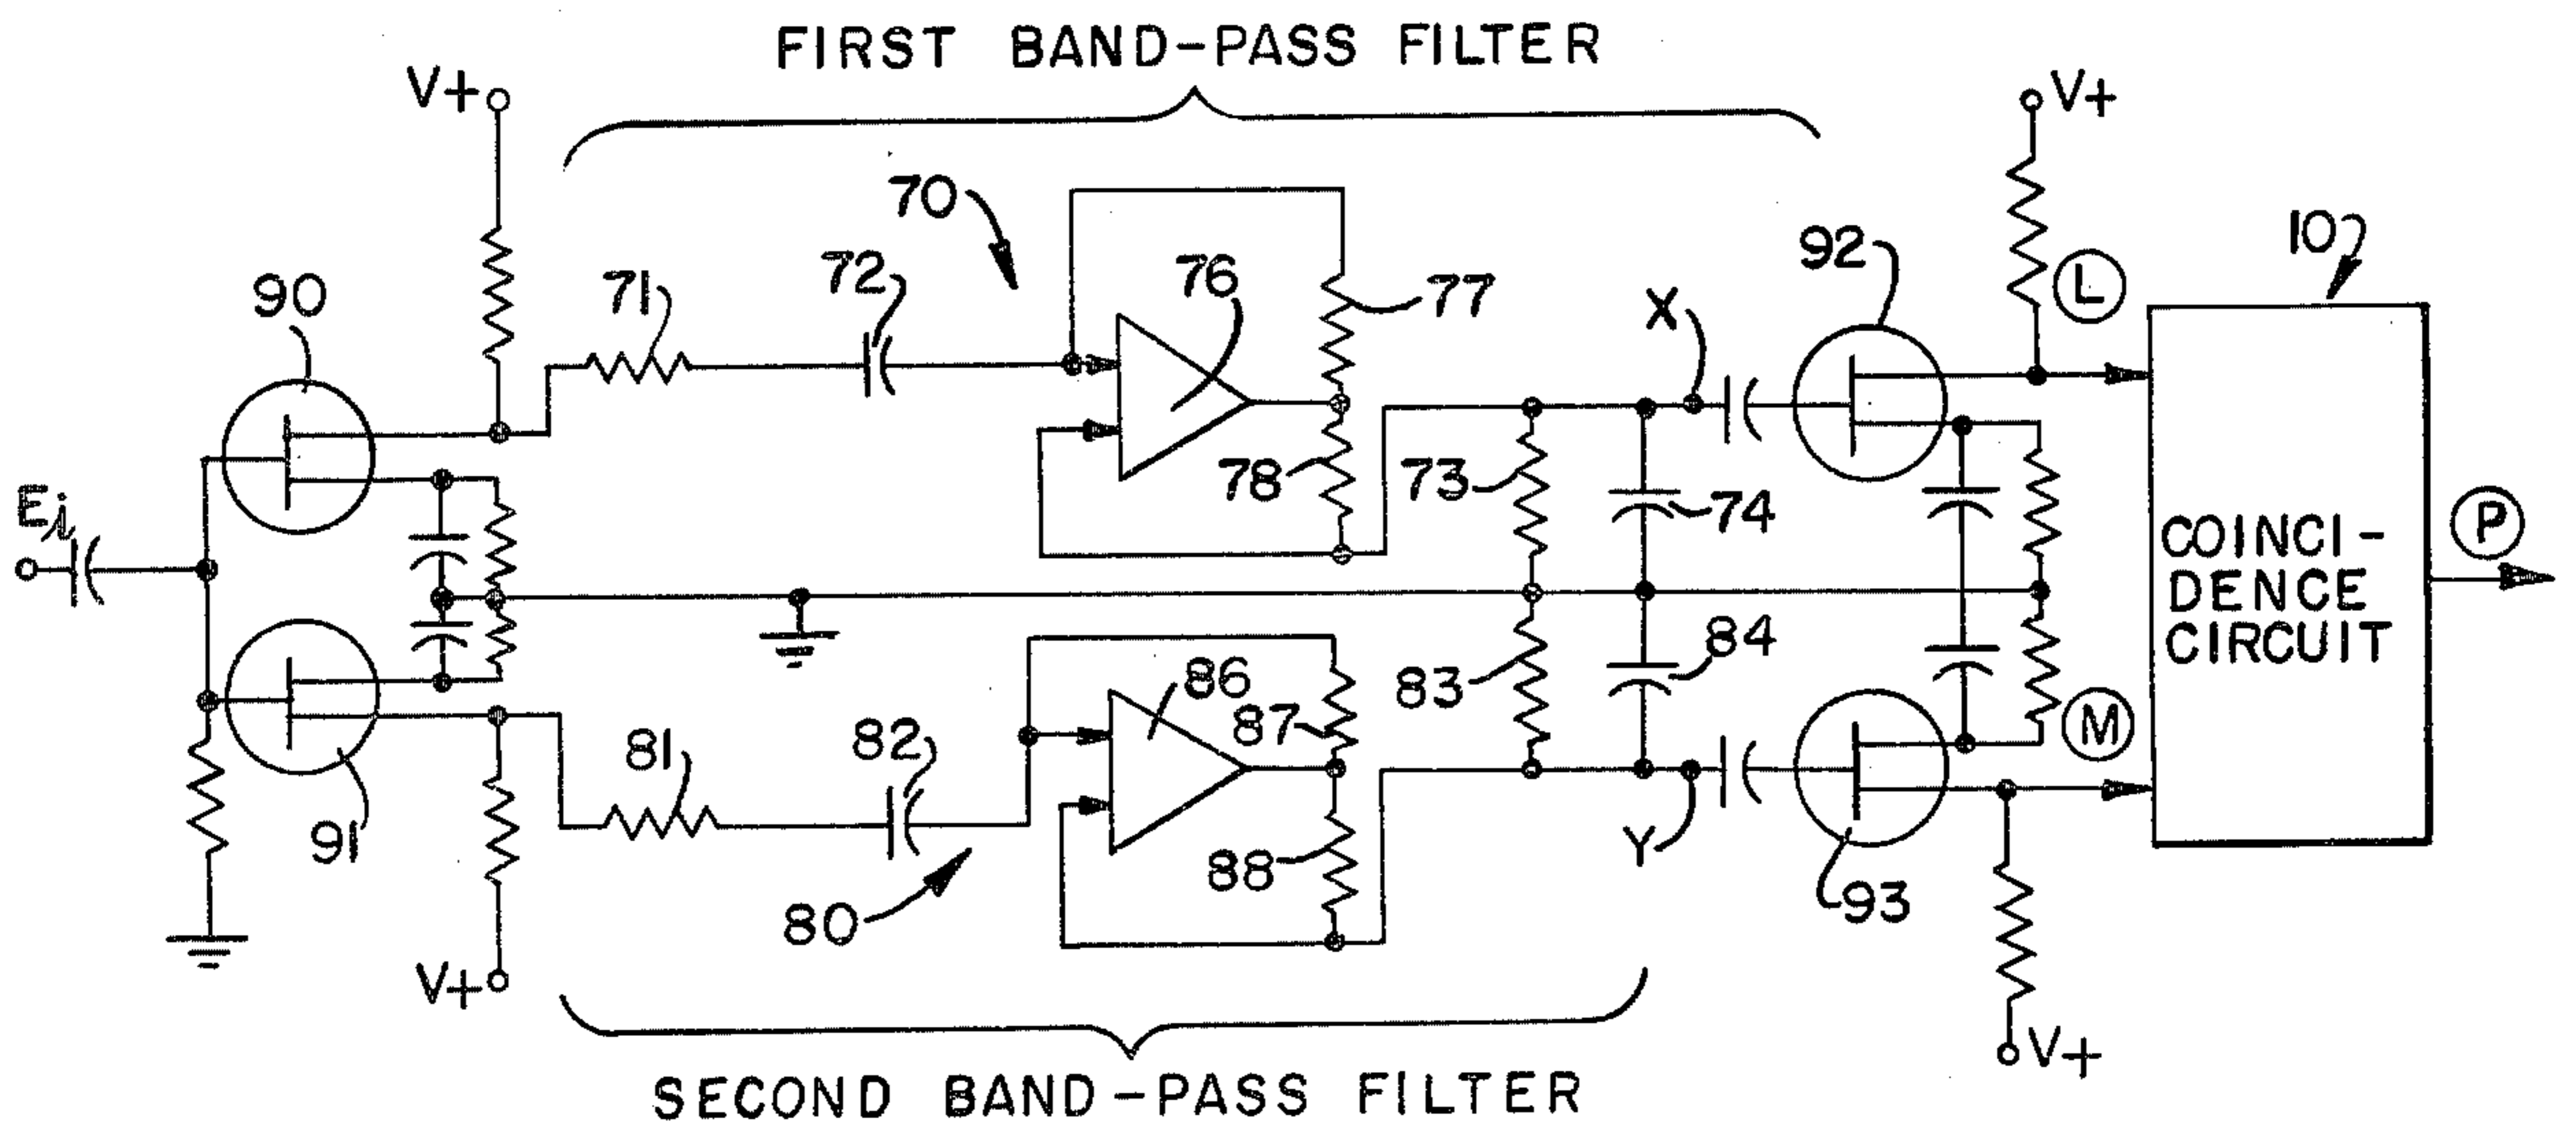 FIRST BAND-PASS FILTER
V+
V+
70
10
92
90
71
72
76
77
X
L
Ei
78
73
74
P
COINCI-
DENCE
CIRCUIT
86
83
84
87
M
81
82
91
88
Y
80
93
V+
V+
SECOND BAND-PASS FILTER